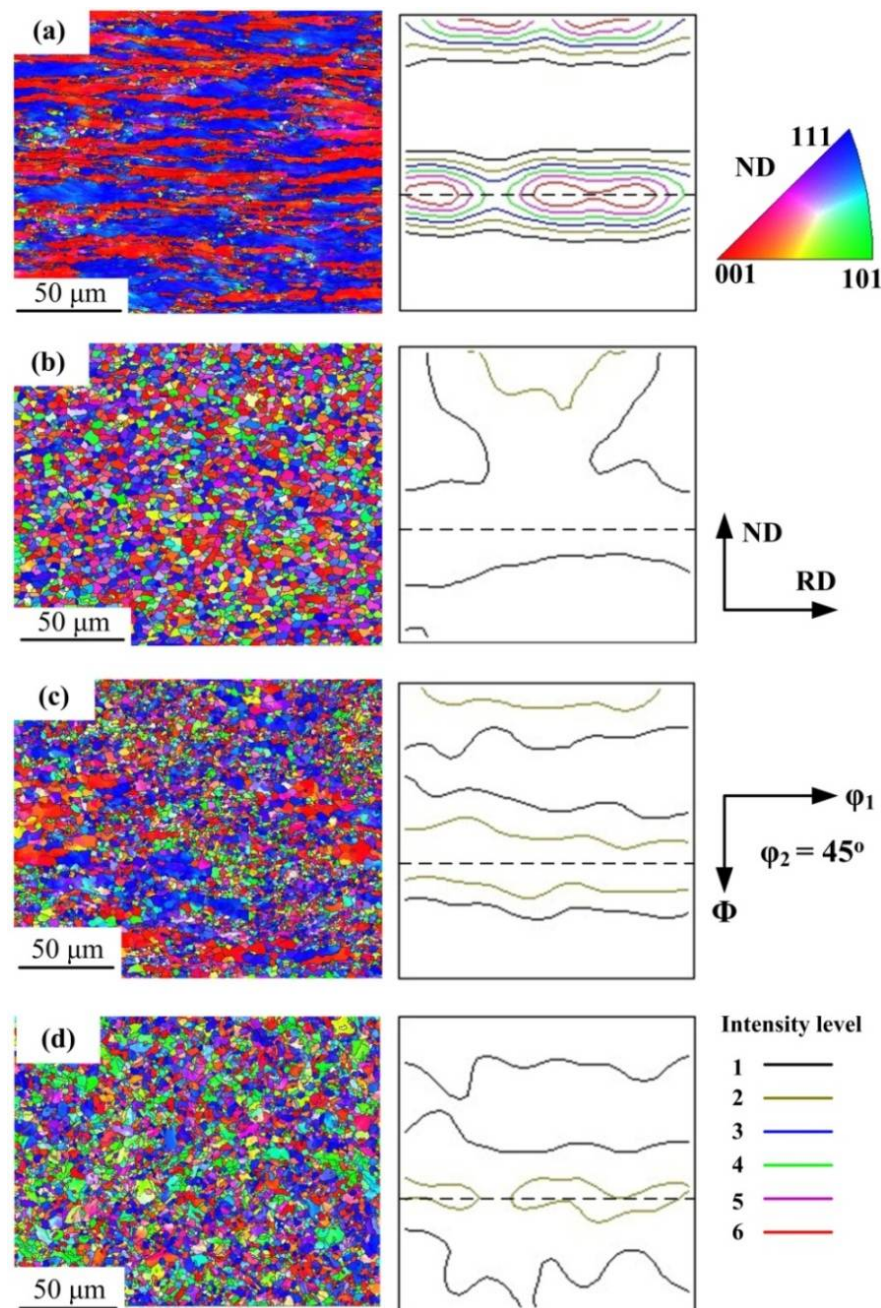 (a)
50 μm
111
ND
001
101
(b)
50 μm
ND
RD
(c)
50 μm
φ1
φ2 = 45o
Φ
(d)
50 μm
Intensity level
1
2
3
4
5
6